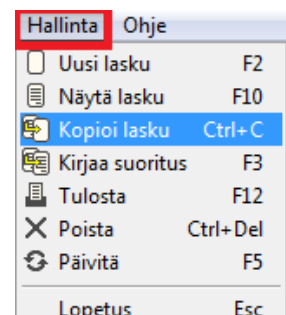 Hallinta Ohje
Uusi lasku F2
Näytä lasku F10
Kopioi lasku Ctrl+C
Kirjaa suoritus F3
Tulosta F12
Poista Ctrl+Del
Päivitä F5
Lopetus Esc